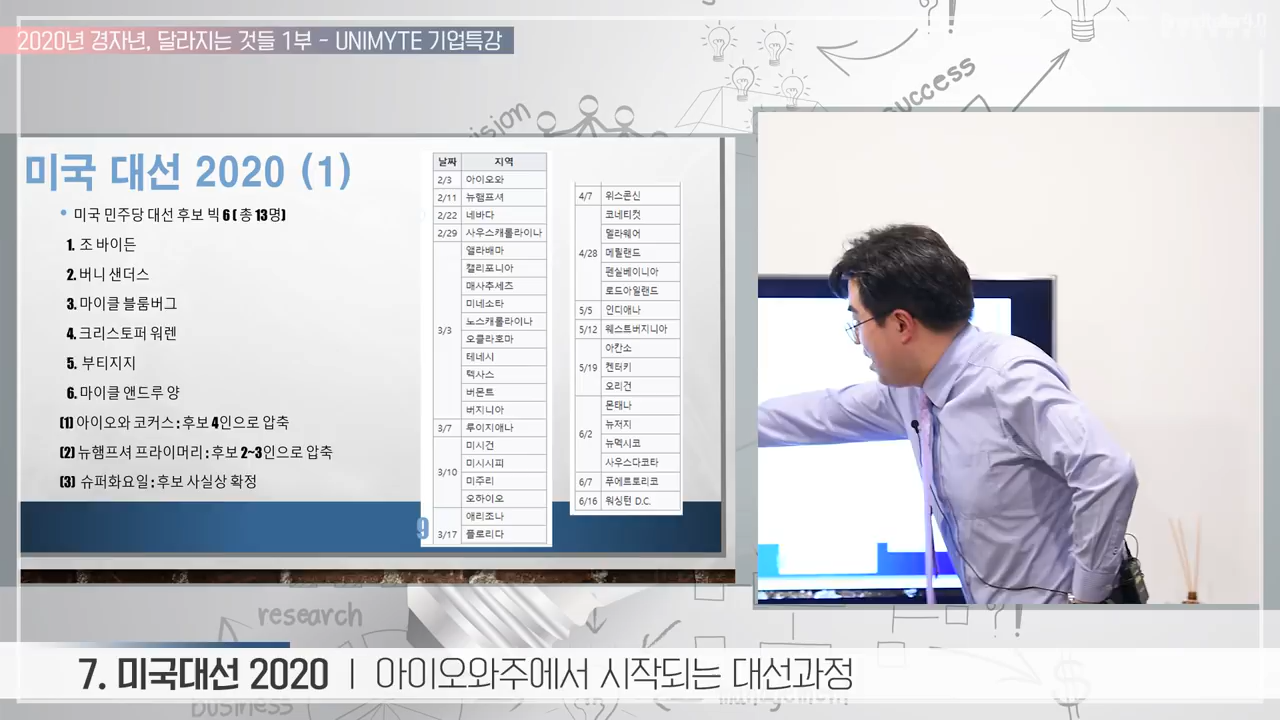 2020년 경자년, 달라지는 것들 1부 - UNIMYTE 기업특강
success
vision
미국 대선 2020 (1)
• 미국 민주당 대선 후보 빅 6 ( 총 13명)
1. 조 바이든
2. 버니 샌더스
3. 마이클 블룸버그
4. 크리스토퍼 워렌
5. 부티지지
6. 마이클 앤드루 양
(1) 아이오와 코커스 : 후보 4인으로 압축
(2) 뉴햄프셔 프라이머리 : 후보 2~3인으로 압축
(3) 슈퍼화요일 : 후보 사실상 확정
9
날짜 지역
2/3 아이오와
2/11 뉴햄프셔
2/22 네바다
2/29 사우스캐롤라이나
앨라배마
캘리포니아
매사추세츠
미네소타
3/3 노스캐롤라이나
오클라호마
테네시
텍사스
버몬트
버지니아
3/7 루이지애나
미시건
3/10 미시시피
미주리
오하이오
애리조나
3/17 플로리다
4/7 위스콘신
코네티컷
델라웨어
4/28 메릴랜드
펜실베이니아
로드아일랜드
5/5 인디애나
5/12 웨스트버지니아
아칸소
5/19 켄터키
오리건
몬태나
6/2 뉴저지
뉴멕시코
사우스다코타
6/7 푸에르토리코
6/16 워싱턴 D.C.
research
7. 미국대선 2020 | 아이오와주에서 시작되는 대선과정
business
management